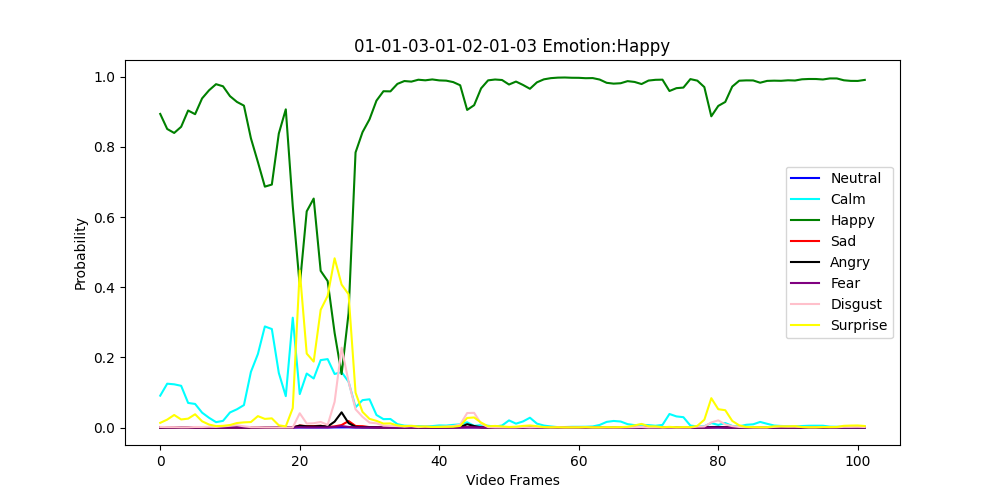 01-01-03-01-02-01-03 Emotion:Happy
1.0
0.8
0.6
0.4
0.2
0.0
Probability
0 20 40 60 80 100
Video Frames
Neutral
Calm
Happy
Sad
Angry
Fear
Disgust
Surprise